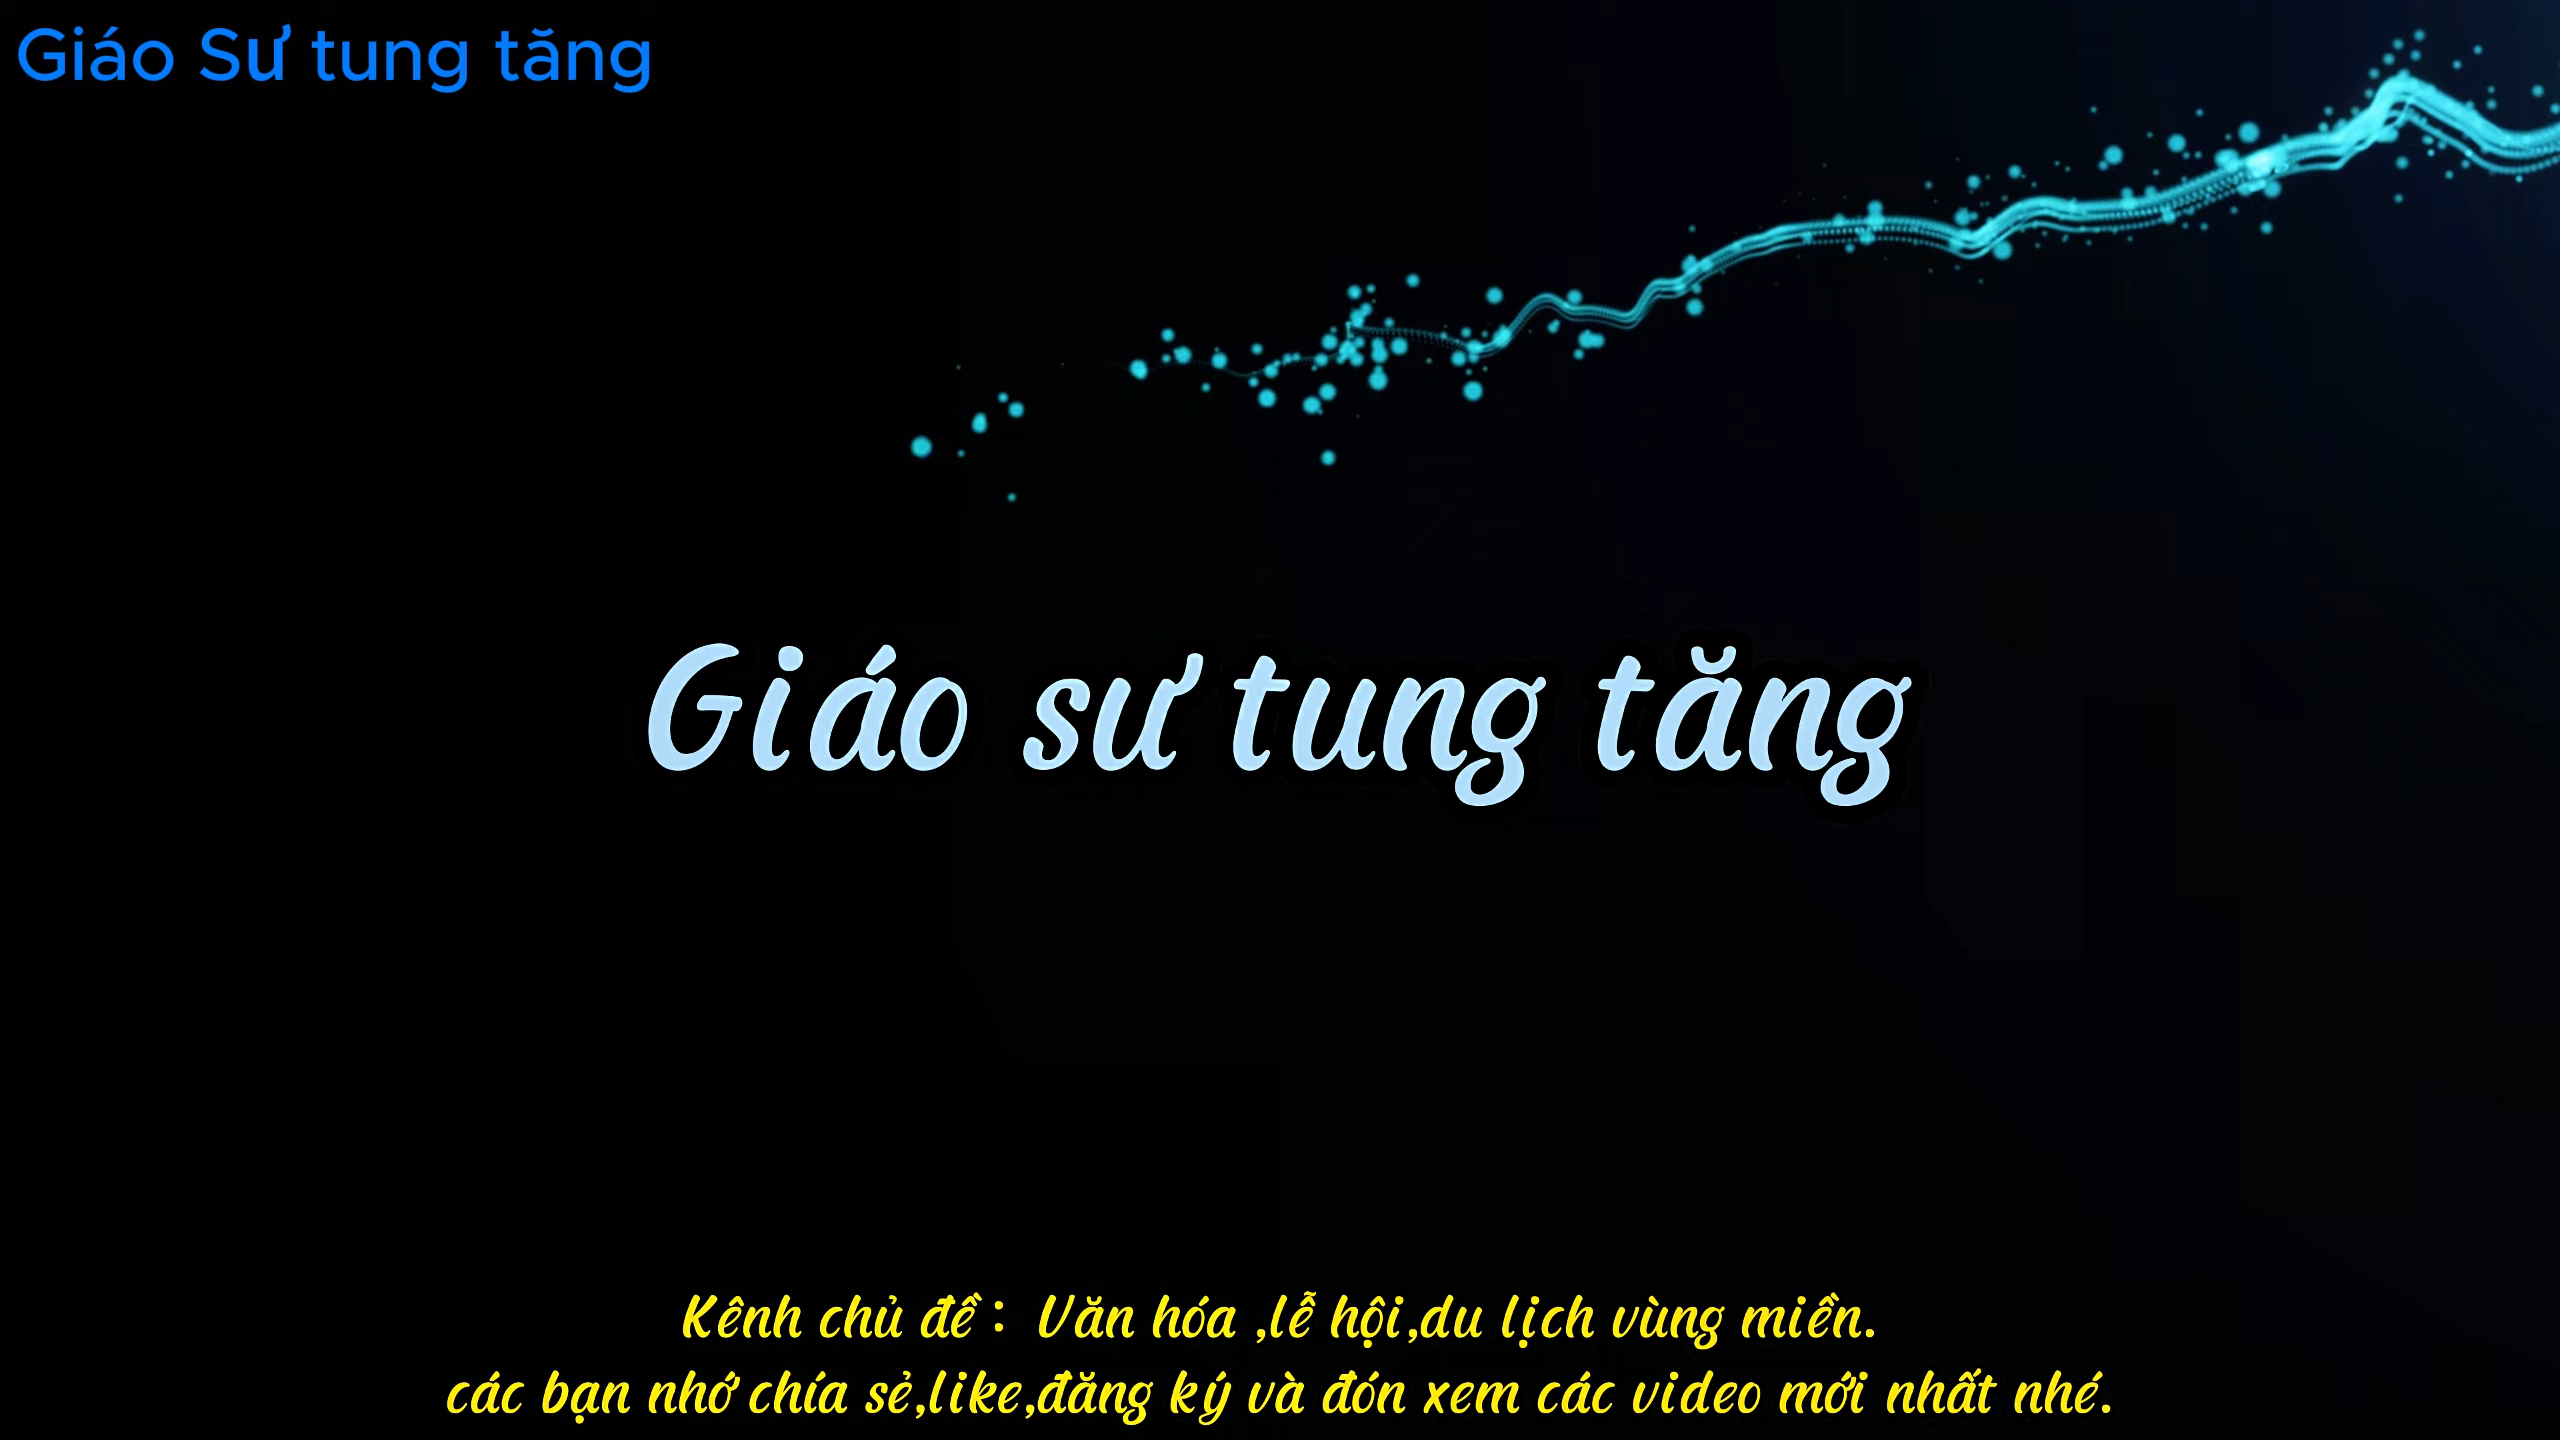 Giáo Sư tung tăng
Giáo sư tung tăng
Kênh chủ đề : Văn hóa ,lễ hội,du lịch vùng miền.
các bạn nhớ chía sẻ,like,đăng ký và đón xem các video mới nhất nhé.